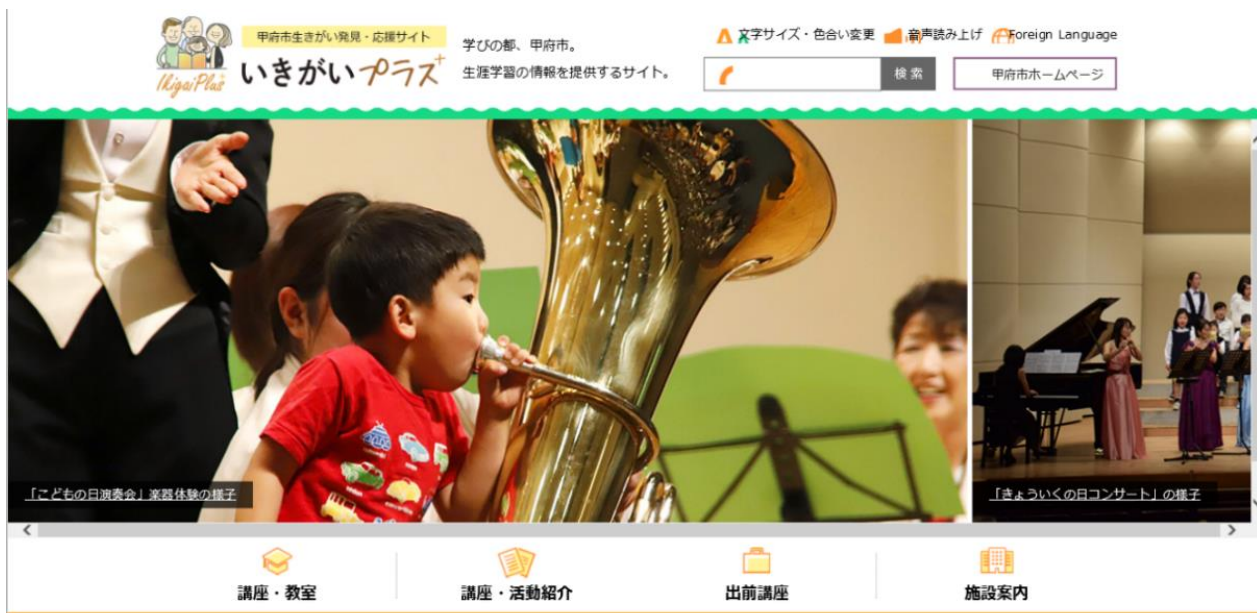 甲府市生きがい発見・応援サイト
いきがいプラス+
IkigaiPlus
学びの都、甲府市。
生涯学習の情報を提供するサイト。
文字サイズ・色合い変更 音声読み上げ Foreign Language
検索 甲府市ホームページ
「こどもの日演奏会」楽器体験の様子
「きょういくの日コンサート」の様子
講座・教室 講座・活動紹介 出前講座 施設案内